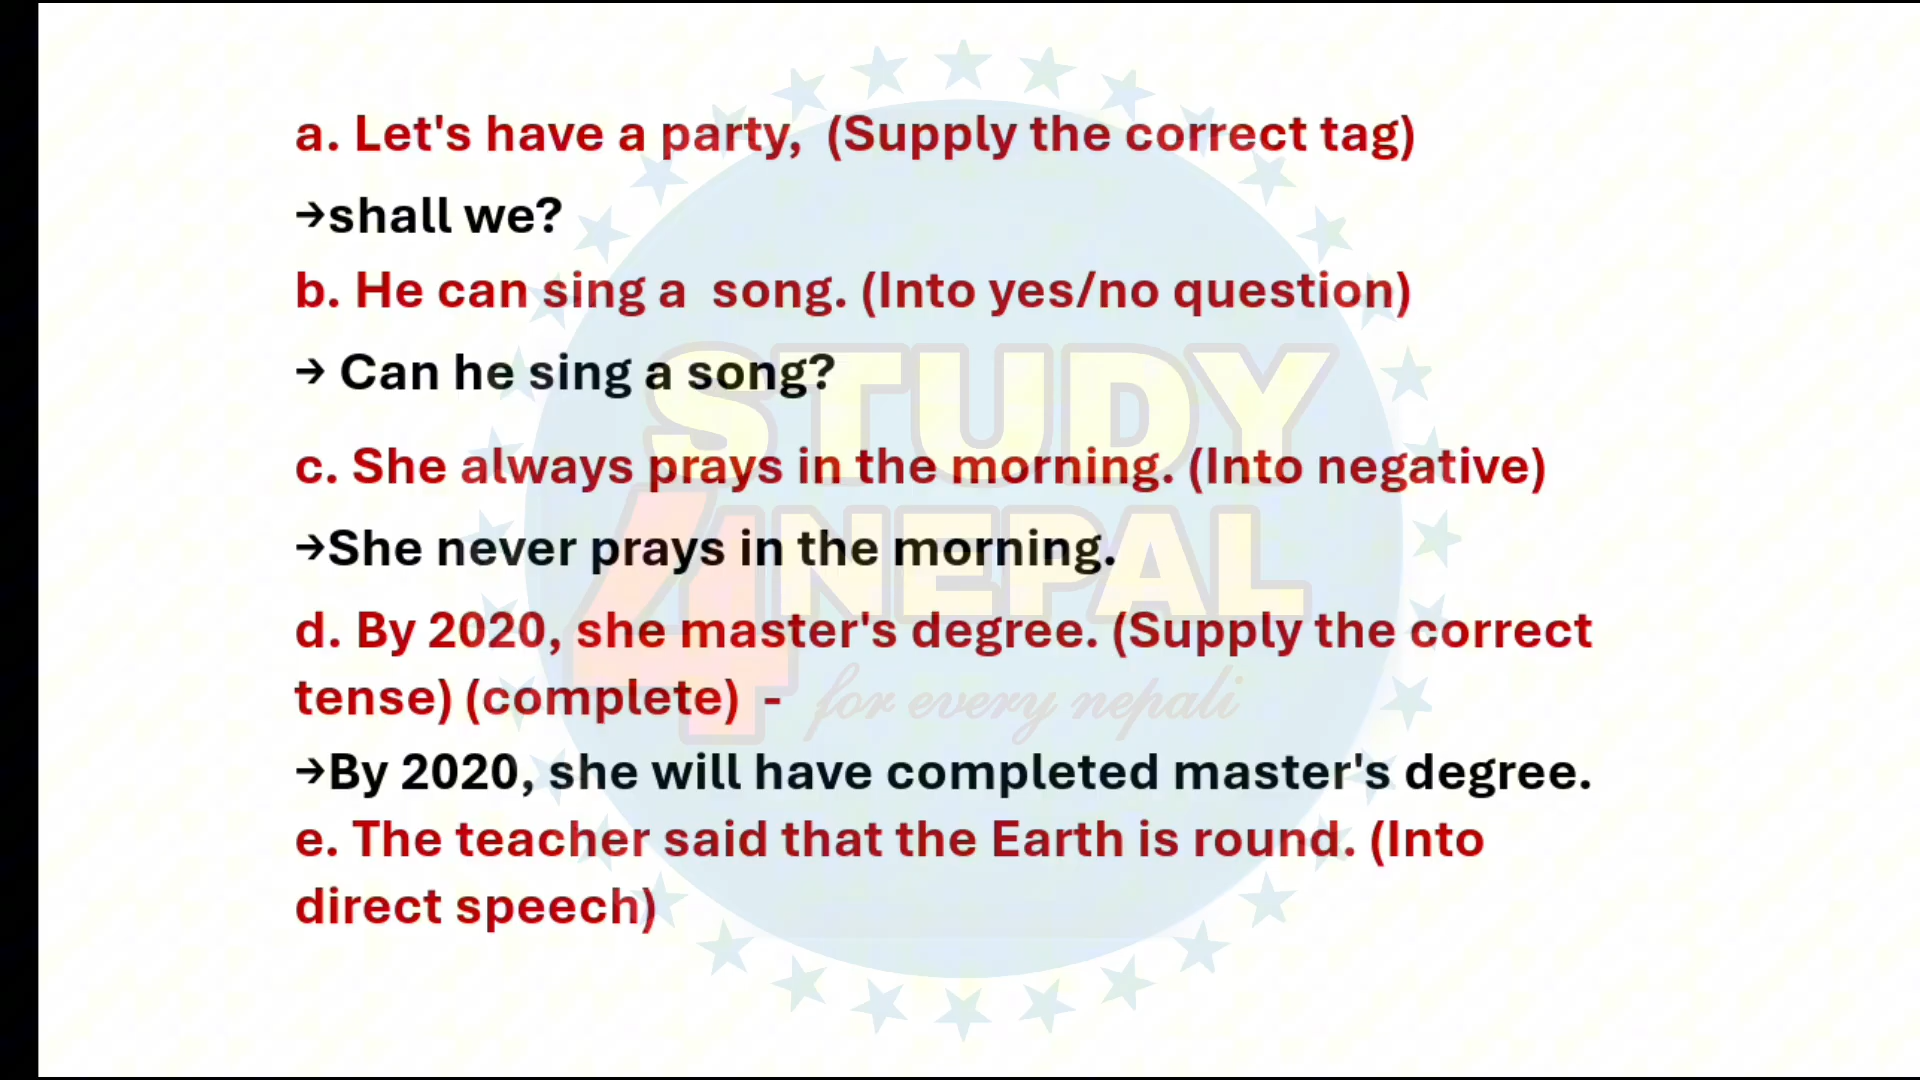 a. Let's have a party, (Supply the correct tag)
→shall we?
b. He can sing a song. (Into yes/no question)
→ Can he sing a song?
c. She always prays in the morning. (Into negative)
→She never prays in the morning.
d. By 2020, she master's degree. (Supply the correct
tense) (complete) -
→By 2020, she will have completed master's degree.
e. The teacher said that the Earth is round. (Into
direct speech)
STUDY
4 NEPAL
for every nepali